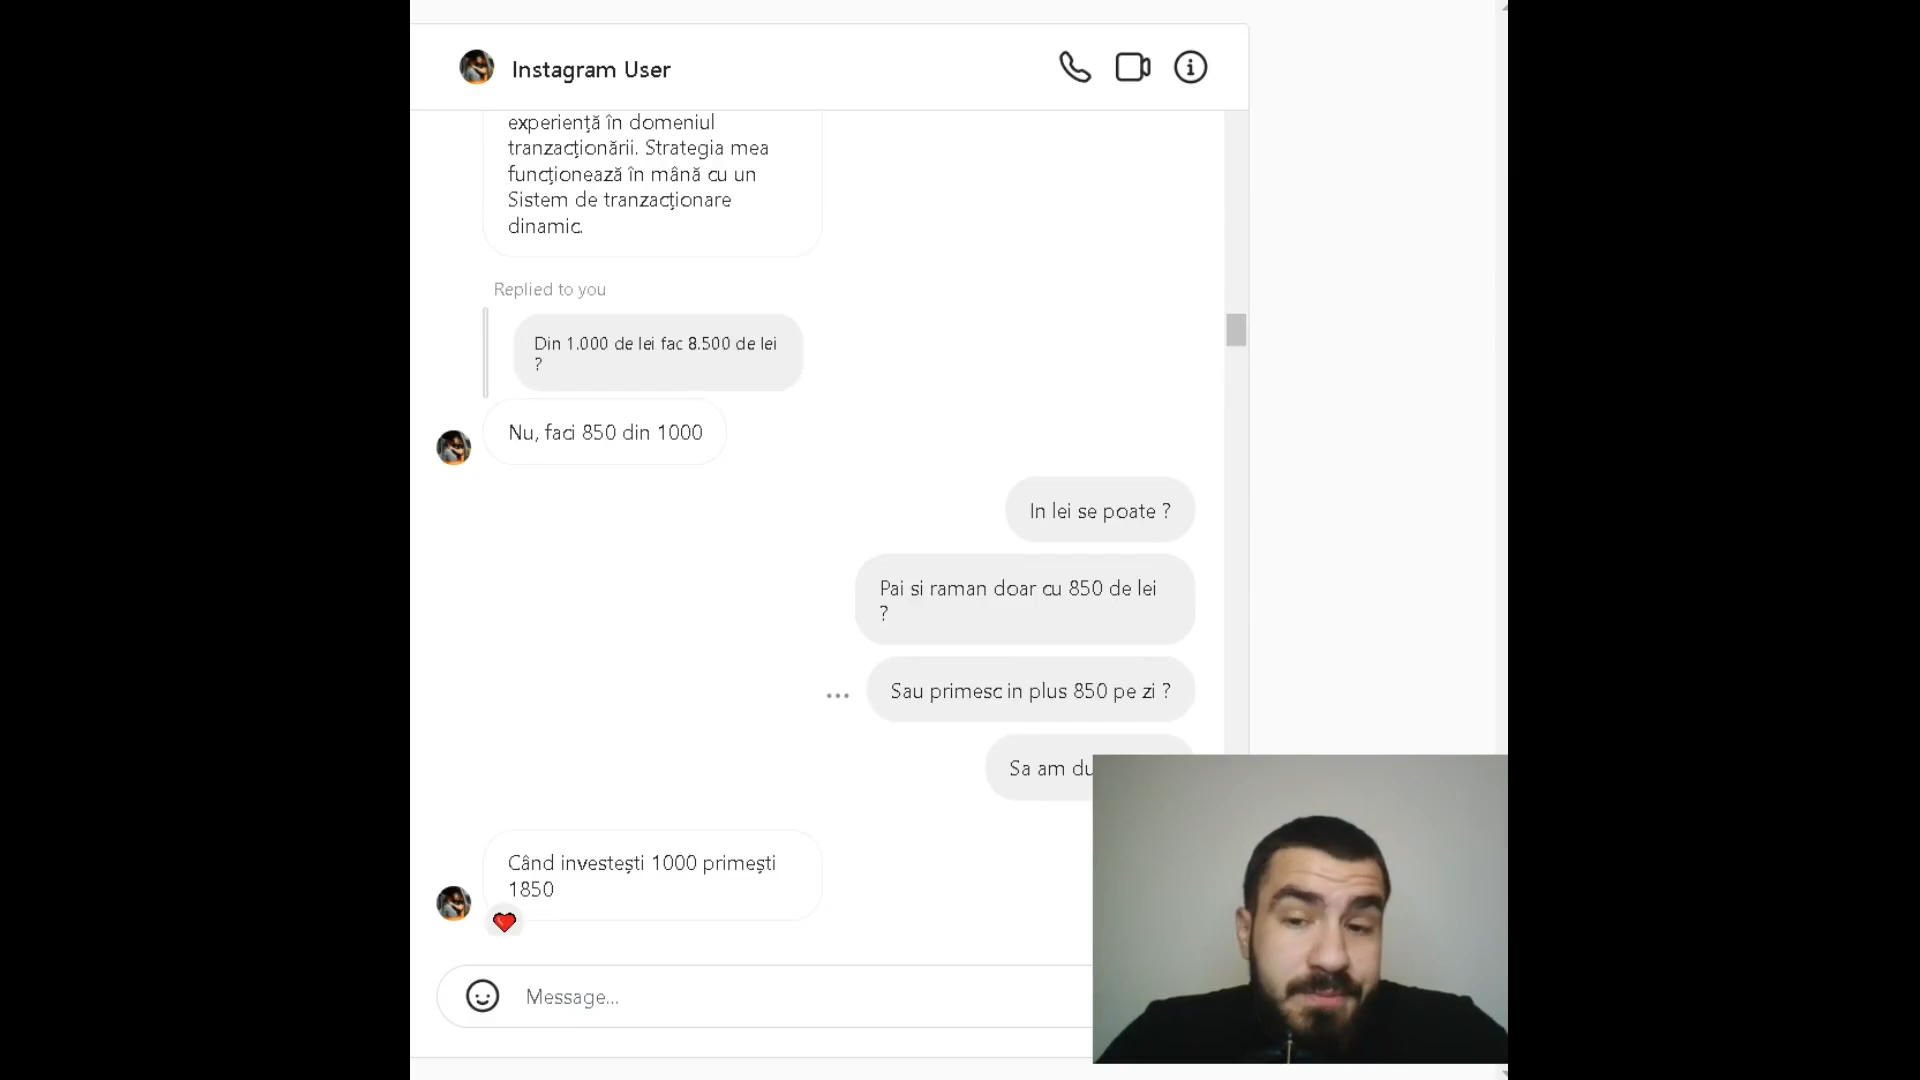 Instagram User
experiență în domeniul
tranzacționării. Strategia mea
funcționează în mână cu un
Sistem de tranzacționare
dinamic.
Replied to you
Din 1.000 de lei fac 8.500 de lei
?
Nu, faci 850 din 1000
In lei se poate ?
Pai si raman doar cu 850 de lei
?
Sau primesc in plus 850 pe zi ?
Sa am du
Când investești 1000 primești
1850
Message...